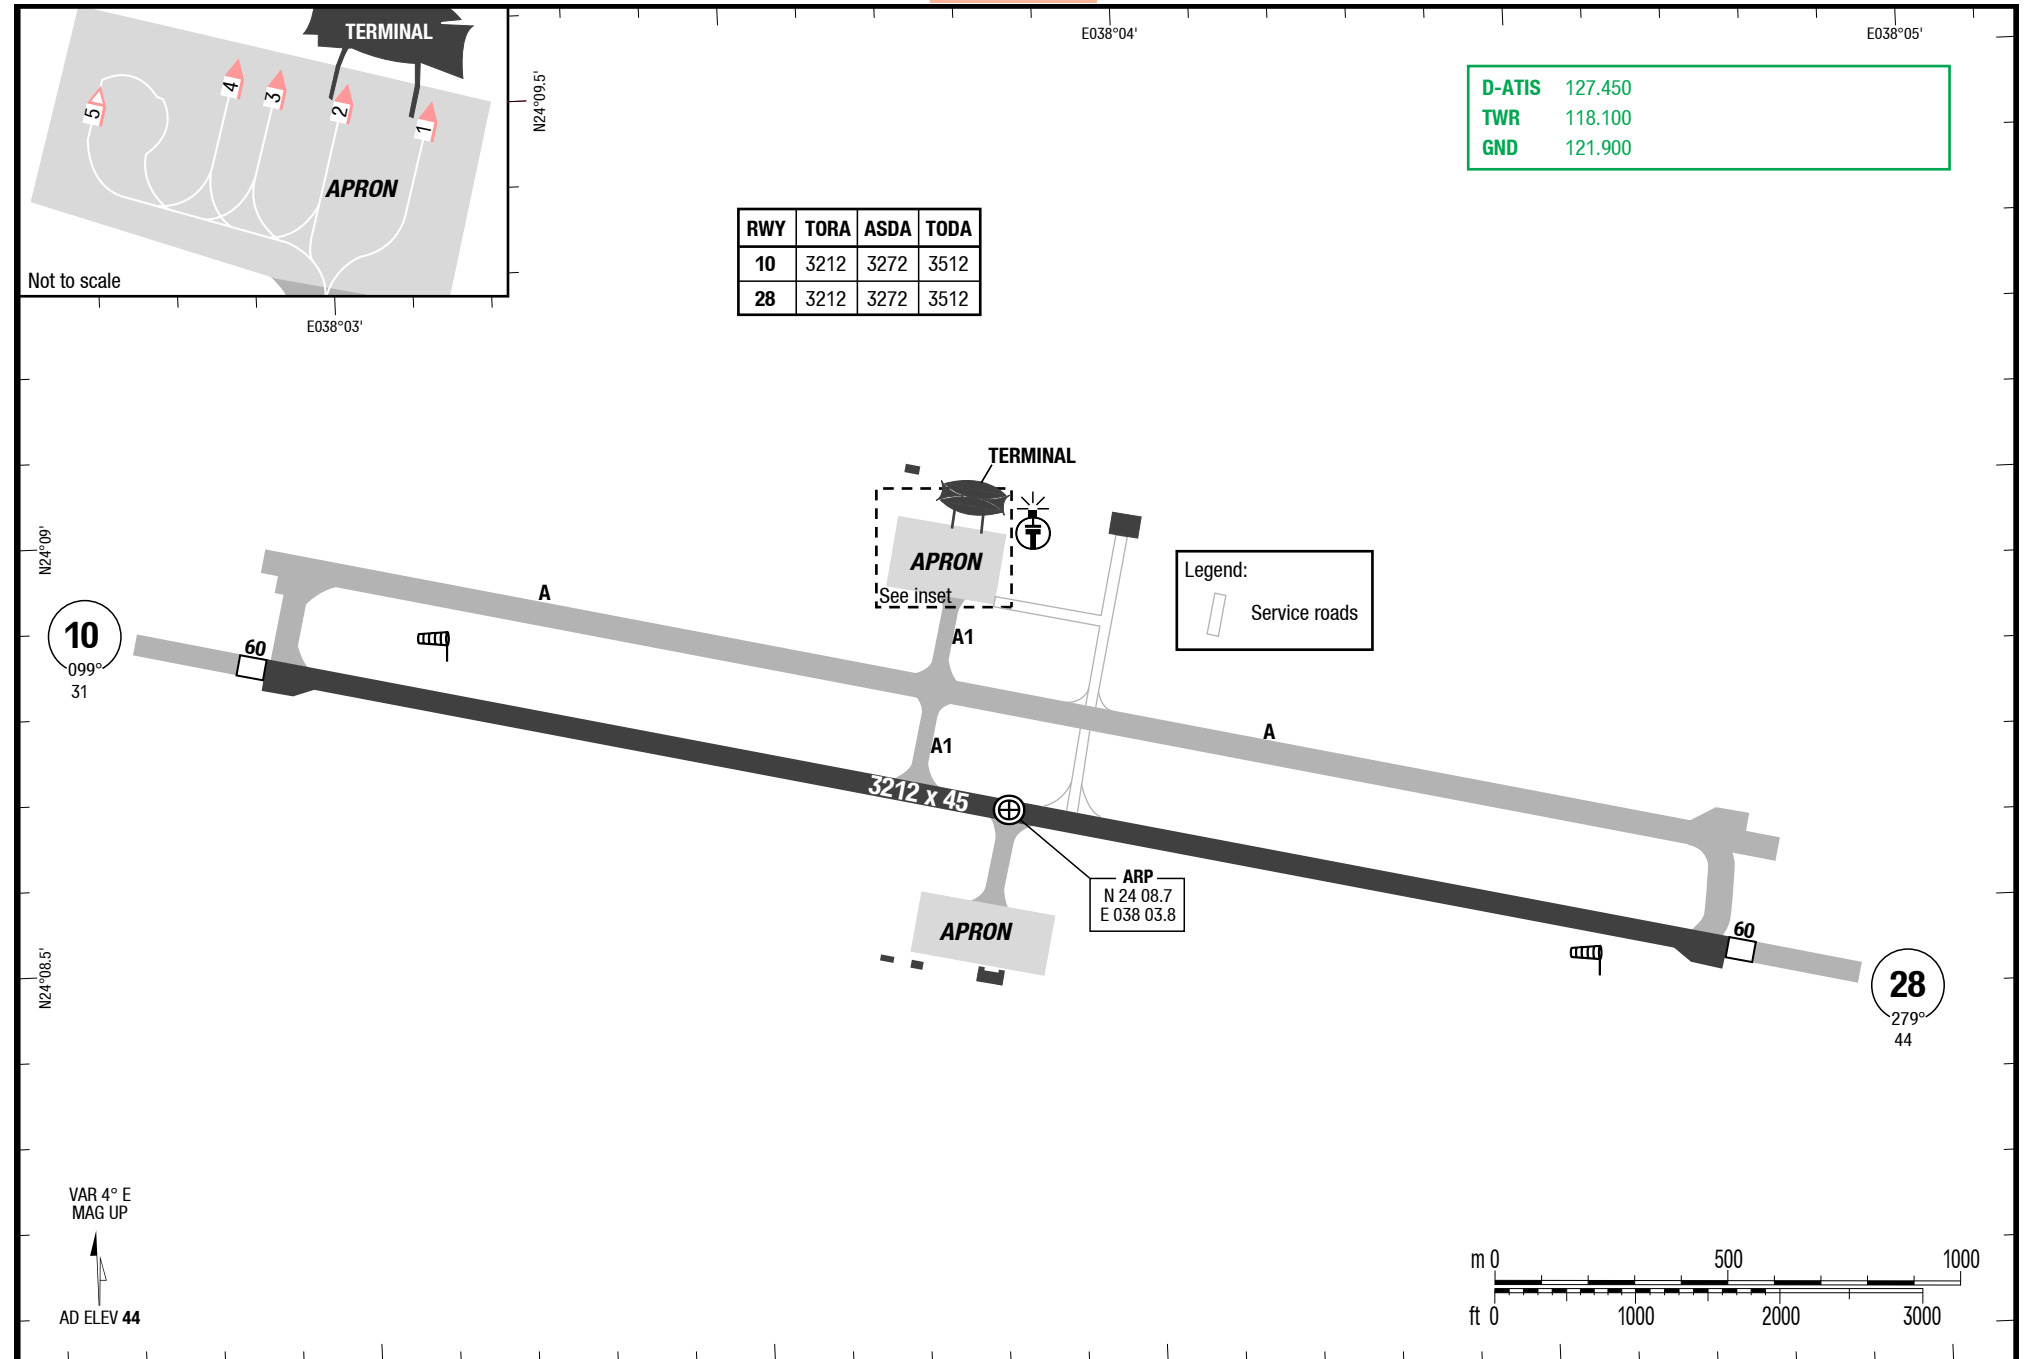 TERMINAL
4
3
5
2
1
APRON
Not to scale
N24°09.5'
E038°03'
E038°04'
E038°05'
D-ATIS 127.450
TWR 118.100
GND 121.900
RWY TORA ASDA TODA
10 3212 3272 3512
28 3212 3272 3512
TERMINAL
APRON
See inset
N24°09'
A
A1
Legend:
Service roads
10
099°
31
60
A
A1
3212 x 45
ARP
N 24 08.7
E 038 03.8
APRON
60
28
279°
44
N24°08.5'
VAR 4° E
MAG UP
AD ELEV 44
m 0 500 1000
ft 0 1000 2000 3000